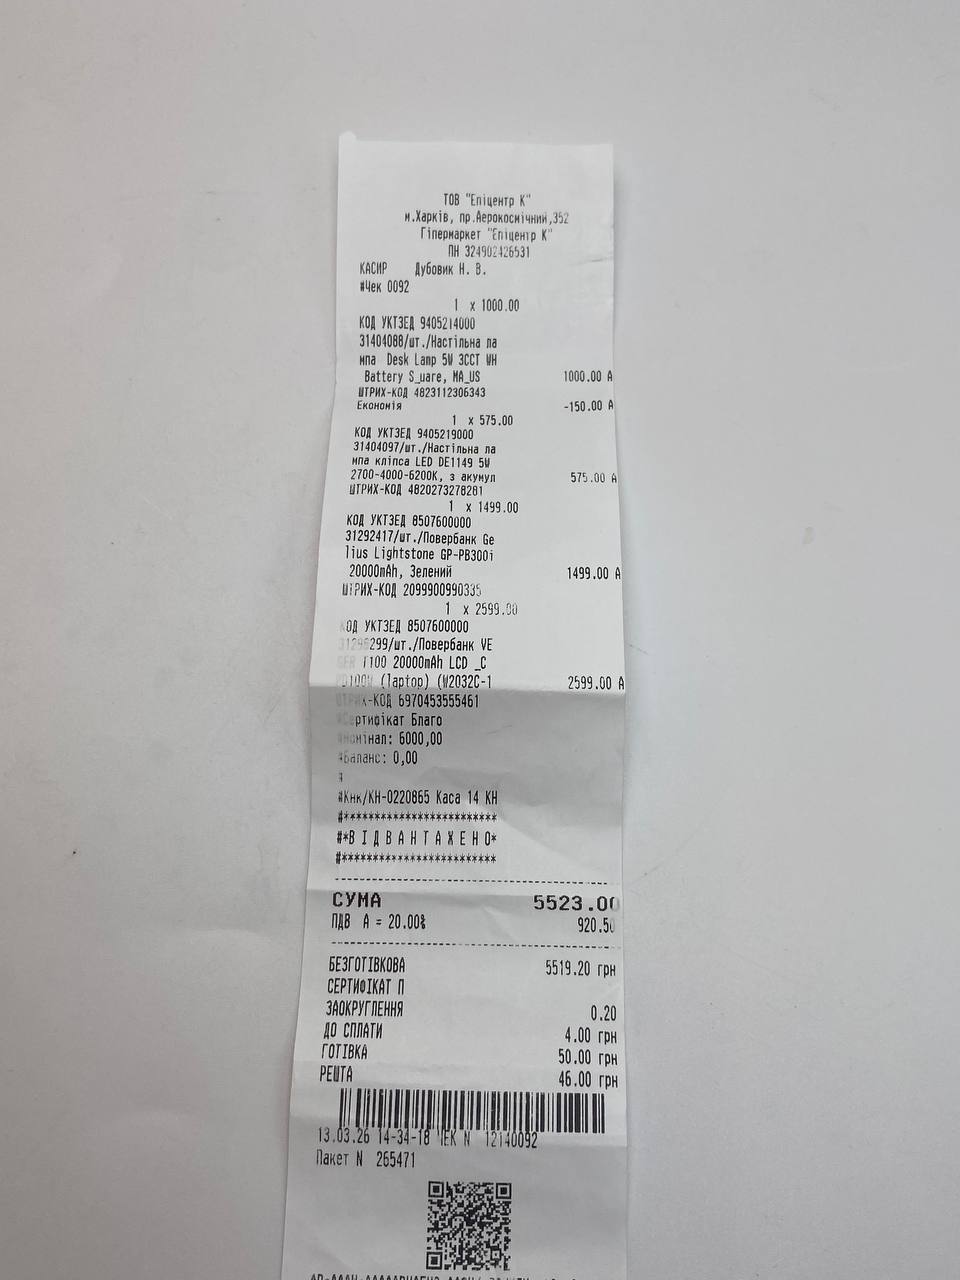 ТОВ "Епіцентр К"
м.Харків, пр.Аерокосмічний,352
Гіпермаркет "Епіцентр К"
ПН 324902426531
КАСИР Дубовик Н. В.
#Чек 0092
1 x 1000.00
КОД УКТЗЕД 9405214000
31404088/шт./Настільна ла
мпа Desk Lamp 5W 3CCT WH
Battery S_uare, MA_US 1000.00 А
ШТРИХ-КОД 4823112306343
Економія -150.00 А
1 x 575.00
КОД УКТЗЕД 9405219000
31404097/шт./Настільна ла
мпа кліпса LED DE1149 5W
2700-4000-6200K, з акумул 575.00 А
ШТРИХ-КОД 4820273278281
1 x 1499.00
КОД УКТЗЕД 8507600000
31292417/шт./Повербанк Ge
lius Lightstone GP-PB300i
20000mAh, Зелений 1499.00 А
ШТРИХ-КОД 2099900990335
1 x 2599.00
КОД УКТЗЕД 8507600000
/шт./Повербанк VE
GER T100 20000mAh LCD _C
PD100W (laptop) (W2032C-1 2599.00 А
ШТРИХ-КОД 6970453555461
#Сертифікат Благо
#номінал: 6000,00
#Баланс: 0,00
#
#Кнк/КН-0220865 Каса 14 КН
#*************************
#*В І Д В А Н Т А Ж Е Н О*
#*************************
СУМА 5523.00
ПДВ А = 20.00% 920.50
БЕЗГОТІВКОВА 5519.20 грн
СЕРТИФІКАТ П
ЗАОКРУГЛЕННЯ 0.20
ДО СПЛАТИ 4.00 грн
ГОТІВКА 50.00 грн
РЕШТА 46.00 грн
13.03.26 14-34-18 ЧЕК N 12140092
Пакет N 265471